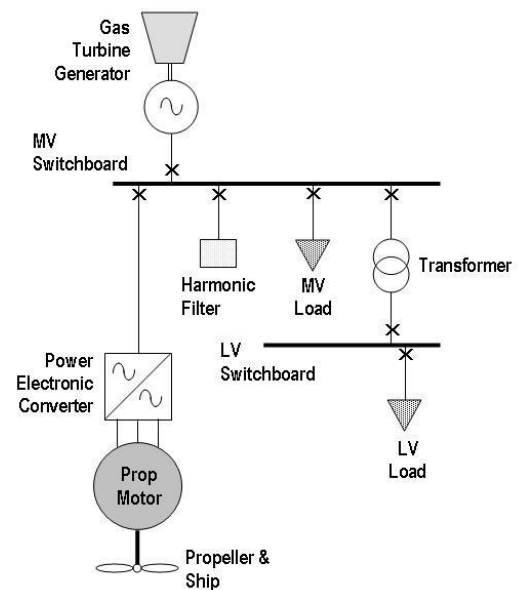 Gas
Turbine
Generator
MV
Switchboard
Harmonic
Filter
MV
Load
Transformer
LV
Switchboard
Power
Electronic
Converter
LV
Load
Prop
Motor
Propeller &
Ship